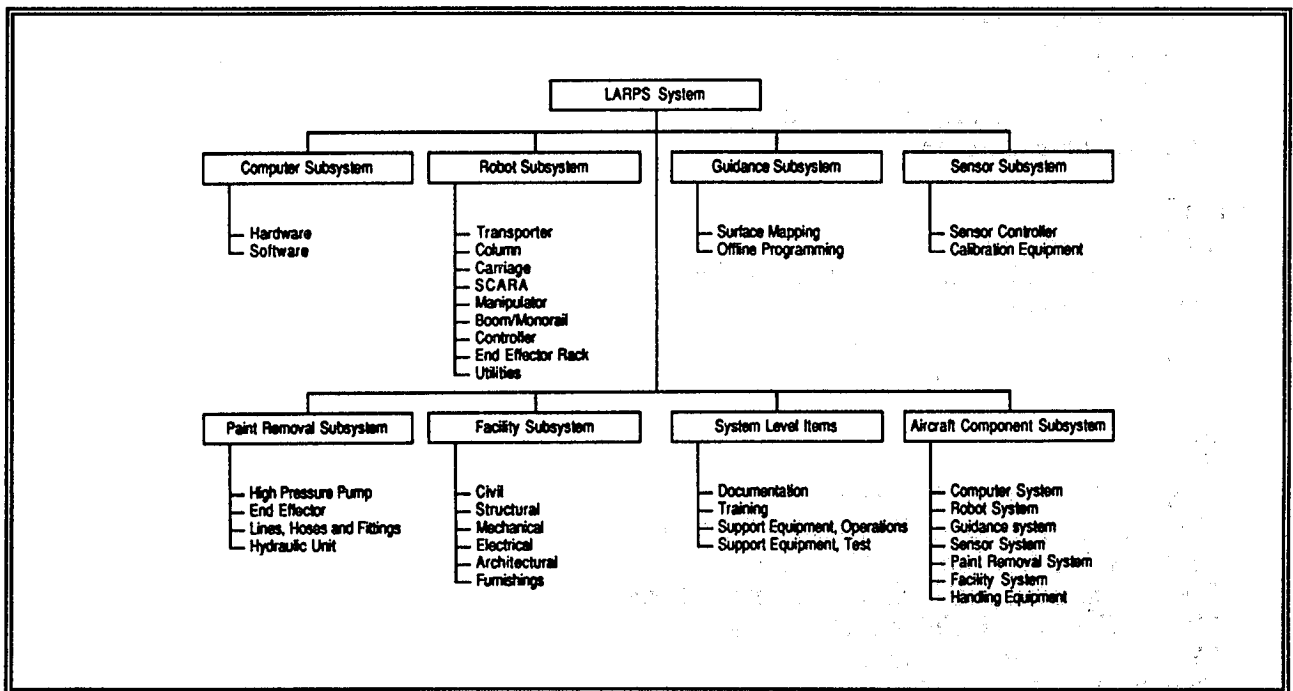 LARPS System
Computer Subsystem
Hardware
Software
Robot Subsystem
Transporter
Column
Carriage
SCARA
Manipulator
Boom/Monorail
Controller
End Effector Rack
Utilities
Guidance Subsystem
Surface Mapping
Offline Programming
Sensor Subsystem
Sensor Controller
Calibration Equipment
Paint Removal Subsystem
High Pressure Pump
End Effector
Lines, Hoses and Fittings
Hydraulic Unit
Facility Subsystem
Civil
Structural
Mechanical
Electrical
Architectural
Furnishings
System Level Items
Documentation
Training
Support Equipment, Operations
Support Equipment, Test
Aircraft Component Subsystem
Computer System
Robot System
Guidance system
Sensor System
Paint Removal System
Facility System
Handling Equipment